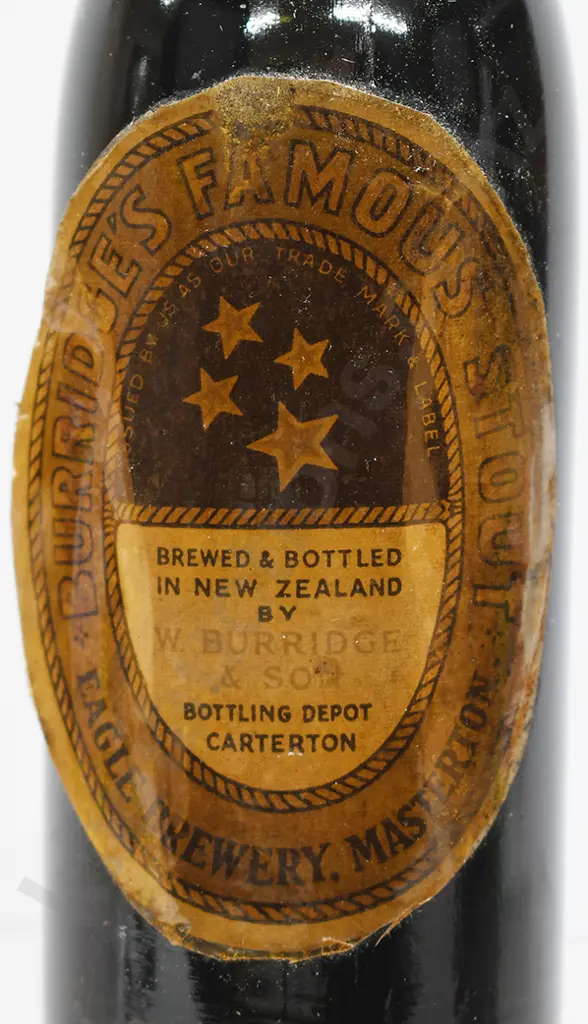 BURRIDGE'S FAMOUS STOUT
ISSUED BY US AS OUR TRADE MARK & LABEL
BREWED & BOTTLED
IN NEW ZEALAND
BY
W. BURRIDGE
& SON
BOTTLING DEPOT
CARTERTON
EAGLE BREWERY. MASTERTON